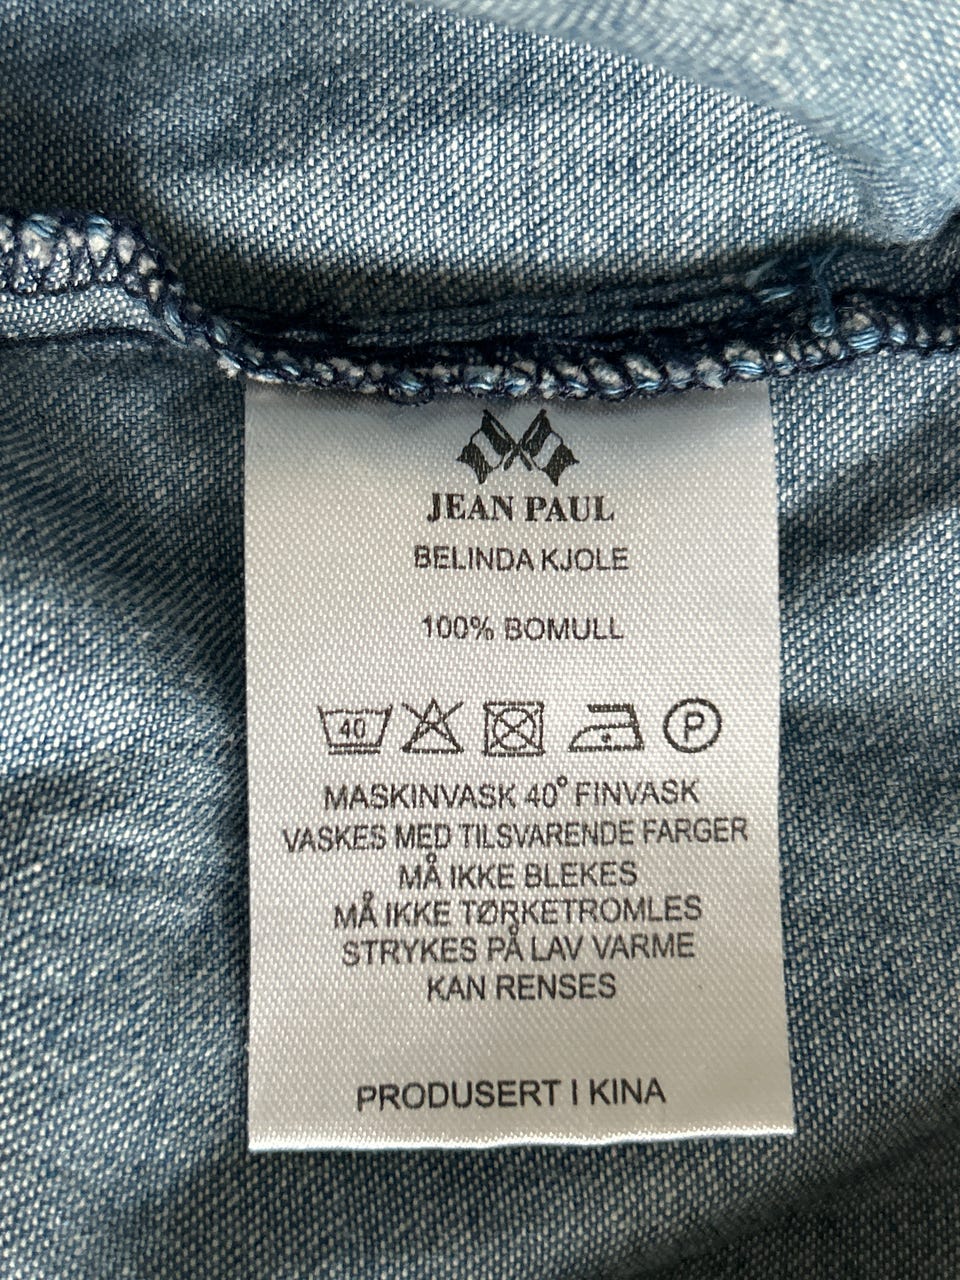 JEAN PAUL
BELINDA KJOLE
100% BOMULL
40 P
MASKINVASK 40° FINVASK
VASKES MED TILSVARENDE FARGER
MÅ IKKE BLEKES
MÅ IKKE TØRKETROMLES
STRYKES PÅ LAV VARME
KAN RENSES
PRODUSERT I KINA